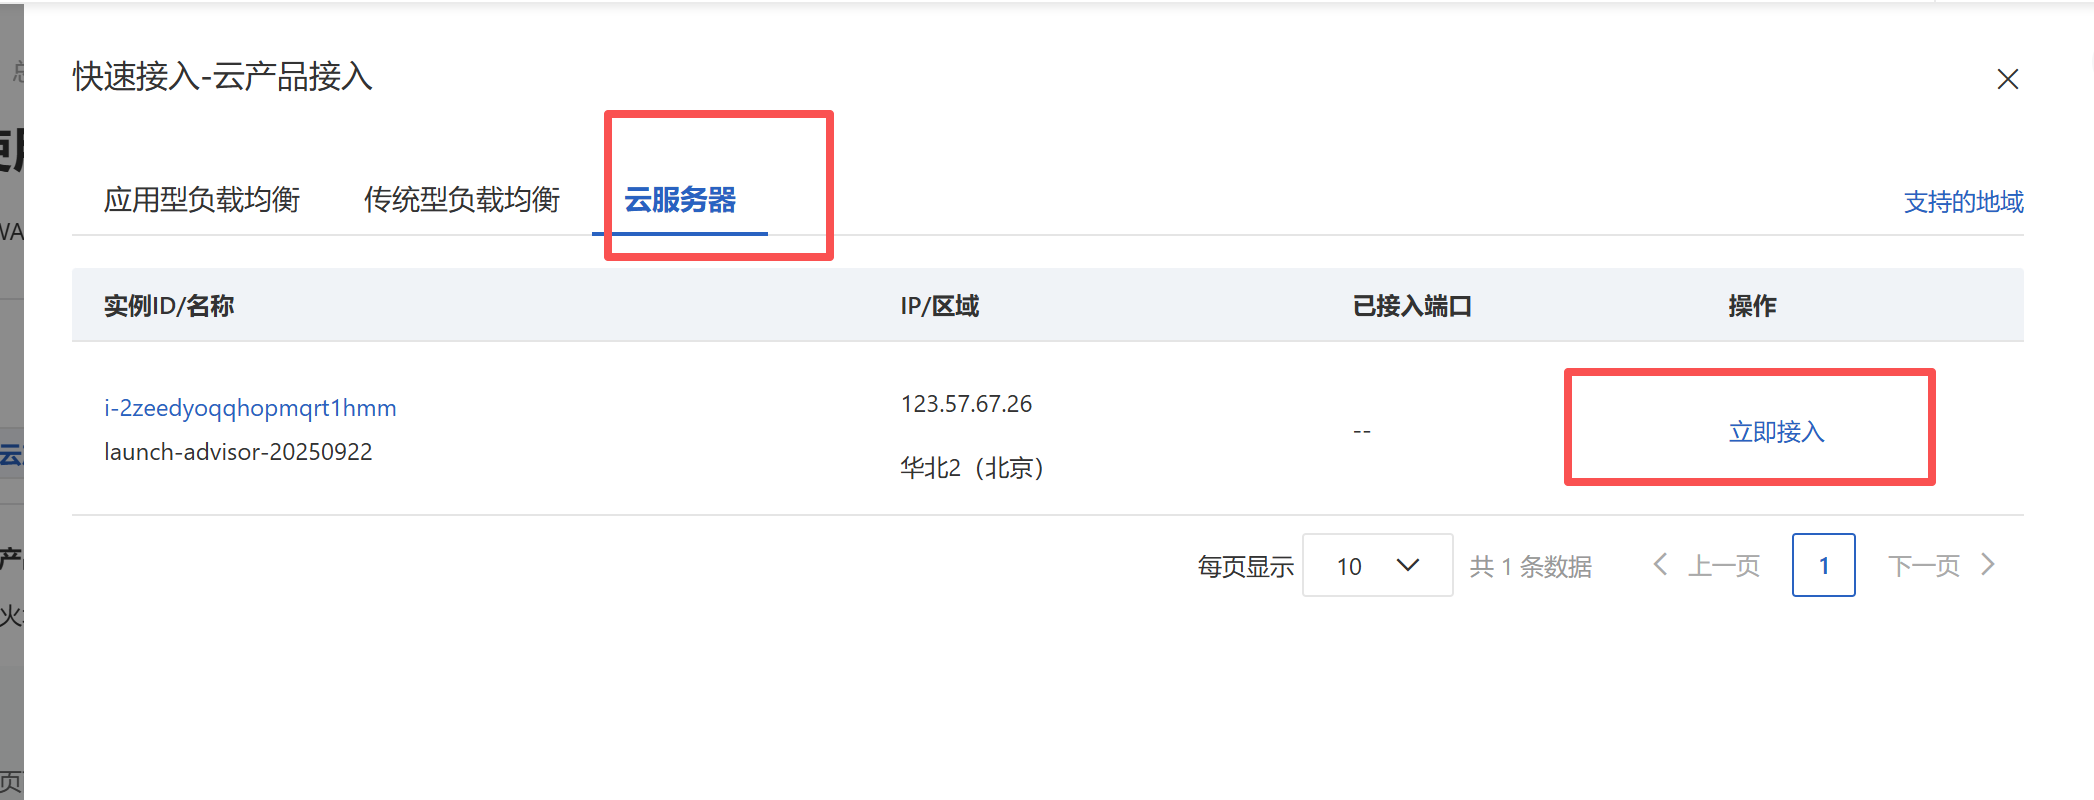 快速接入-云产品接入
应用型负载均衡 传统型负载均衡 云服务器 支持的地域
实例ID/名称 IP/区域 已接入端口 操作
i-2zeedyoqqhopmqrt1hmm
launch-advisor-20250922
123.57.67.26
华北2（北京）
--
立即接入
每页显示 10 共 1 条数据 上一页 1 下一页